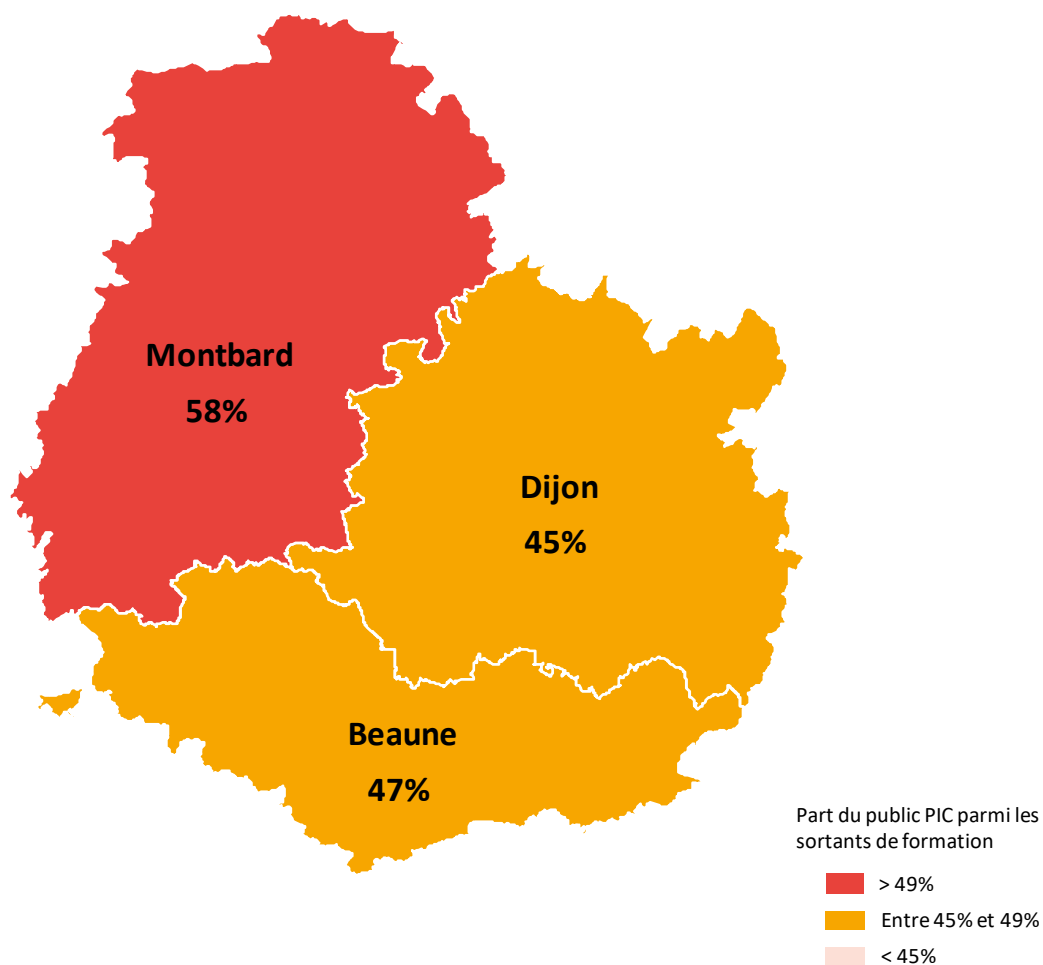 Montbard
58%
Dijon
45%
Beaune
47%
Part du public PIC parmi les
sortants de formation
> 49%
Entre 45% et 49%
< 45%